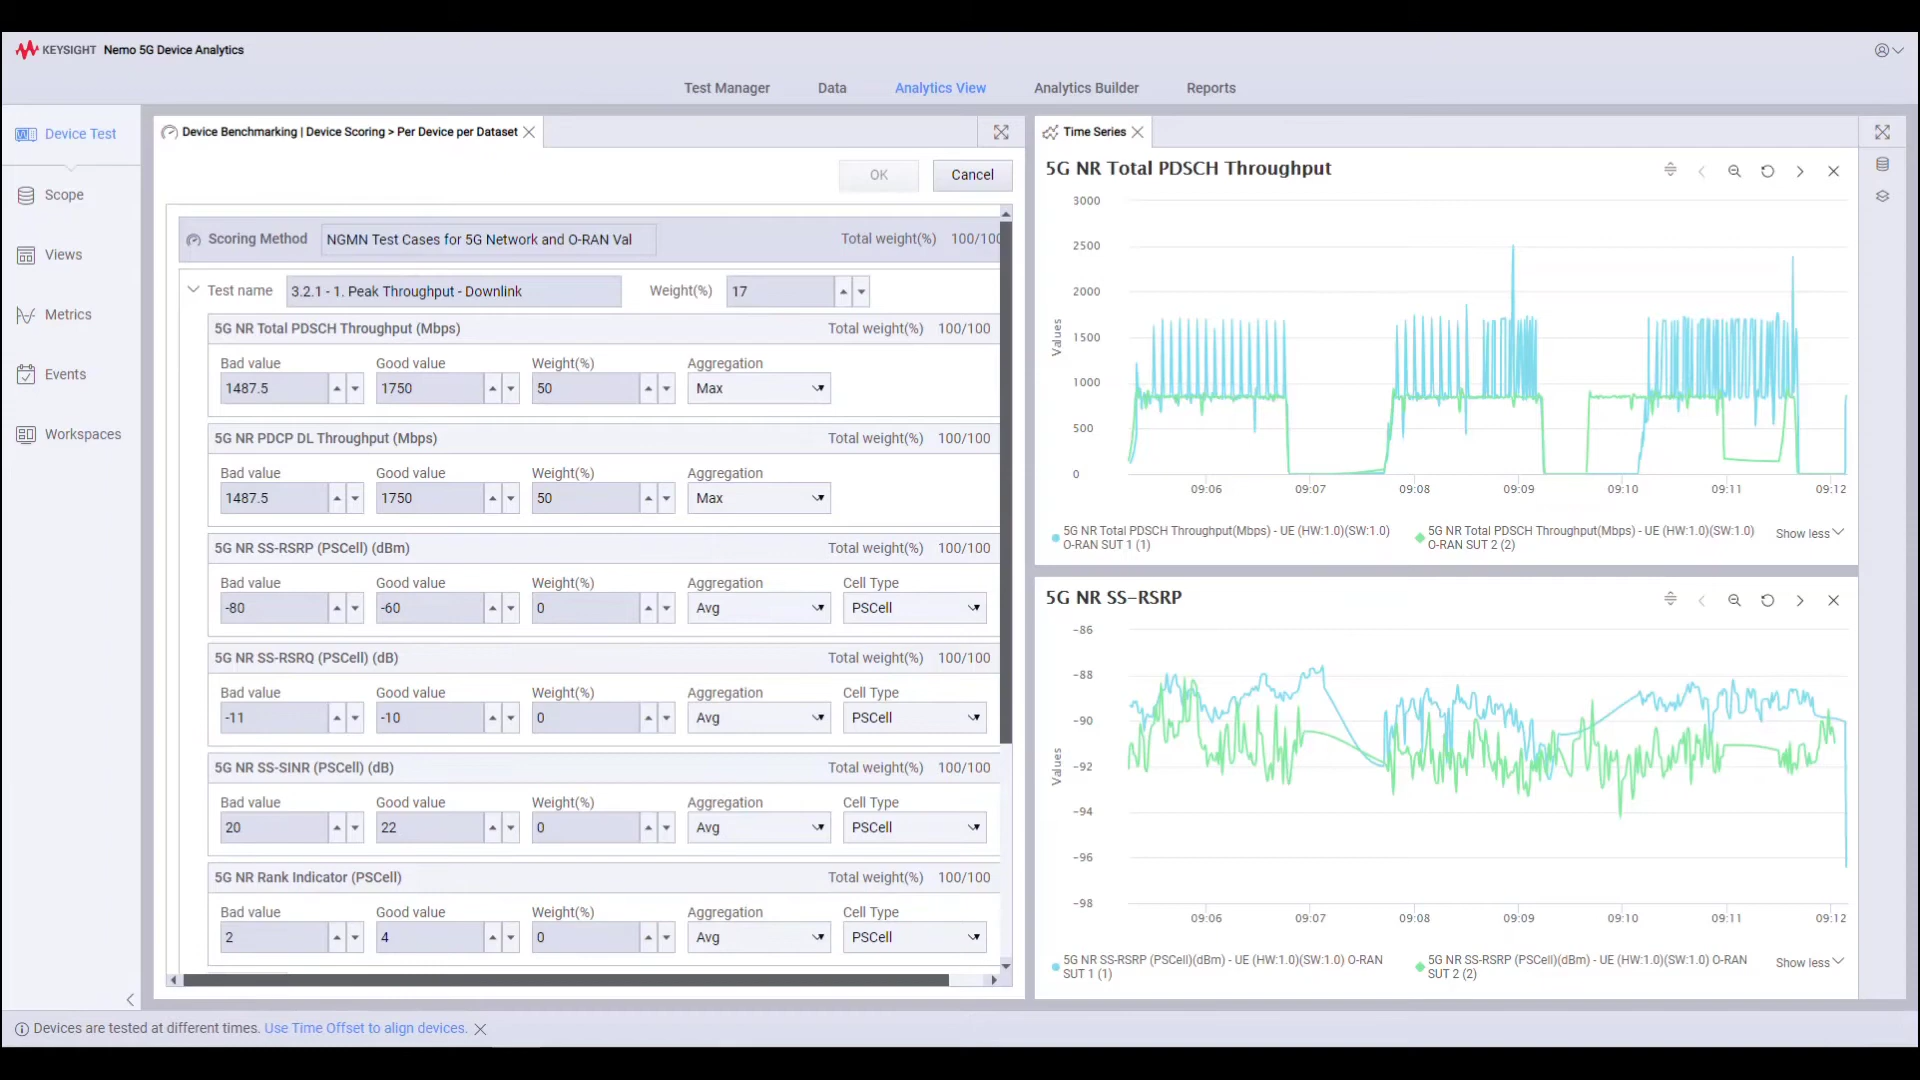 KEYSIGHT Nemo 5G Device Analytics
Test Manager Data Analytics View Analytics Builder Reports
Device Test
Scope
Views
Metrics
Events
Workspaces
Device Benchmarking | Device Scoring > Per Device per Dataset
OK Cancel
Scoring Method NGMN Test Cases for 5G Network and O-RAN Val Total weight(%) 100/100
Test name 3.2.1 - 1. Peak Throughput - Downlink Weight(%) 17
5G NR Total PDSCH Throughput (Mbps) Total weight(%) 100/100
Bad value Good value Weight(%) Aggregation
1487.5 1750 50 Max
5G NR PDCP DL Throughput (Mbps) Total weight(%) 100/100
Bad value Good value Weight(%) Aggregation
1487.5 1750 50 Max
5G NR SS-RSRP (PSCell) (dBm) Total weight(%) 100/100
Bad value Good value Weight(%) Aggregation Cell Type
-80 -60 0 Avg PSCell
5G NR SS-RSRQ (PSCell) (dB) Total weight(%) 100/100
Bad value Good value Weight(%) Aggregation Cell Type
-11 -10 0 Avg PSCell
5G NR SS-SINR (PSCell) (dB) Total weight(%) 100/100
Bad value Good value Weight(%) Aggregation Cell Type
20 22 0 Avg PSCell
5G NR Rank Indicator (PSCell) Total weight(%) 100/100
Bad value Good value Weight(%) Aggregation Cell Type
2 4 0 Avg PSCell
Time Series
5G NR Total PDSCH Throughput
3000
2500
2000
1500
1000
500
0
Values
09:06 09:07 09:08 09:09 09:10 09:11 09:12
5G NR Total PDSCH Throughput(Mbps) - UE (HW:1.0)(SW:1.0)
O-RAN SUT 1 (1)
5G NR Total PDSCH Throughput(Mbps) - UE (HW:1.0)(SW:1.0)
O-RAN SUT 2 (2)
Show less
5G NR SS-RSRP
-86
-88
-90
-92
-94
-96
-98
Values
09:06 09:07 09:08 09:09 09:10 09:11 09:12
5G NR SS-RSRP (PSCell)(dBm) - UE (HW:1.0)(SW:1.0) O-RAN
SUT 1 (1)
5G NR SS-RSRP (PSCell)(dBm) - UE (HW:1.0)(SW:1.0) O-RAN
SUT 2 (2)
Show less
Devices are tested at different times. Use Time Offset to align devices.